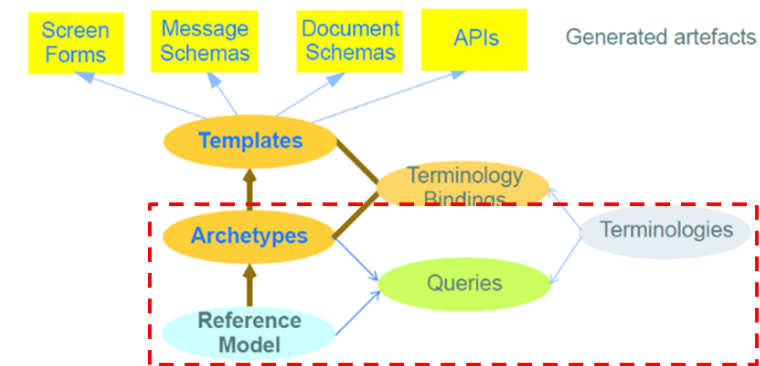 Screen
Forms
Message
Schemas
Document
Schemas
APIs
Generated artefacts
Templates
Terminology
Bindings
Archetypes
Terminologies
Queries
Reference
Model